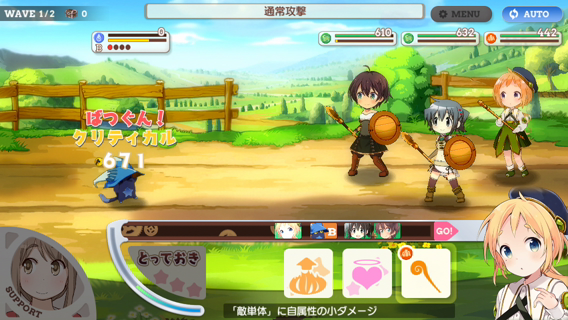 WAVE 1/2
0
通常攻撃
MENU
AUTO
0
B
610
632
442
ばつぐん!
クリティカル
671
B
GO!
とっておき
SUPPORT
「敵単体」に自属性の小ダメージ